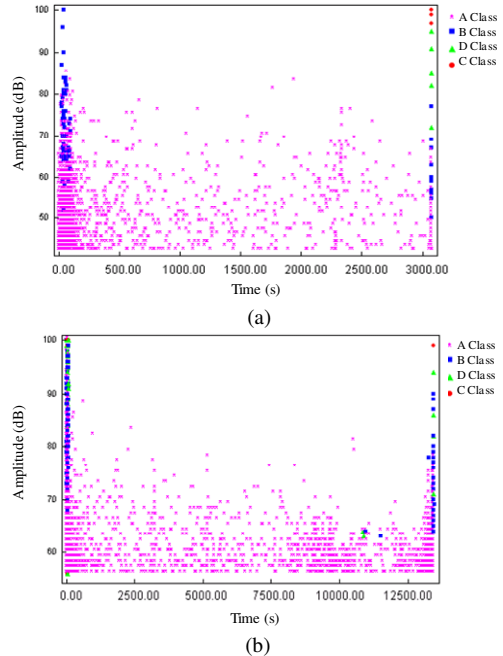 100
90
80
70
60
50
Amplitude (dB)
0.00 500.00 1000.00 1500.00 2000.00 2500.00 3000.00
Time (s)
A Class
B Class
D Class
C Class
(a)
100
90
80
70
60
Amplitude (dB)
0.00 2500.00 5000.00 7500.00 10000.00 12500.00
Time (s)
A Class
B Class
D Class
C Class
(b)